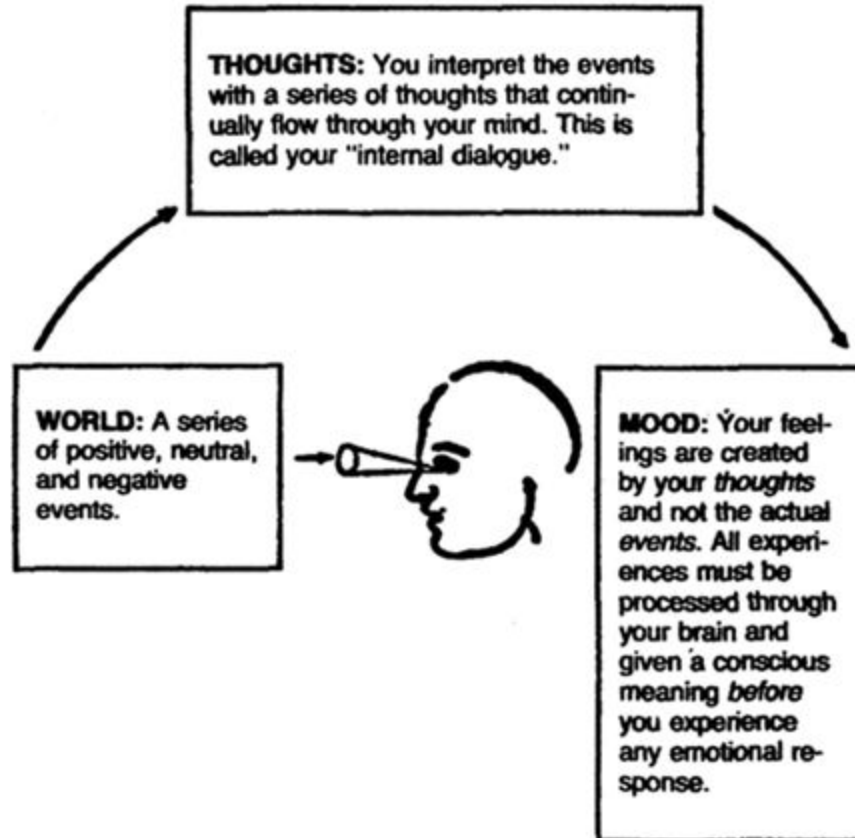 THOUGHTS: You interpret the events
with a series of thoughts that contin-
ually flow through your mind. This is
called your "internal dialogue."
WORLD: A series
of positive, neutral,
and negative
events.
MOOD: Your feel-
ings are created
by your thoughts
and not the actual
events. All experi-
ences must be
processed through
your brain and
given a conscious
meaning before
you experience
any emotional re-
sponse.